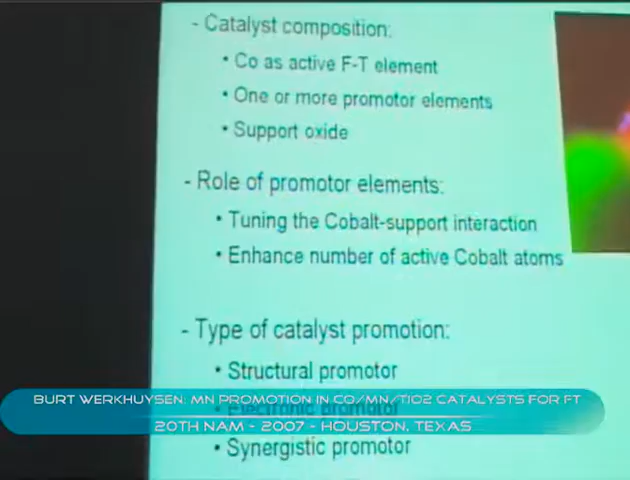 - Catalyst composition:
• Co as active F-T element
• One or more promotor elements
• Support oxide
- Role of promotor elements:
• Tuning the Cobalt-support interaction
• Enhance number of active Cobalt atoms
- Type of catalyst promotion:
• Structural promotor
BURT WERKHUYSEN: MN PROMOTION IN CO/MN/TIO2 CATALYSTS FOR FT
• Electronic promotor
20TH NAM - 2007 - HOUSTON, TEXAS
• Synergistic promotor